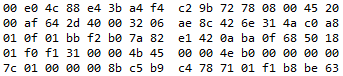 00 e0 4c 88 e4 3b a4 f4 c2 9b 72 78 08 00 45 20
00 af 64 2d 40 00 32 06 ae 8c 42 6e 31 4a c0 a8
01 0f 01 bb f2 b0 7a 82 e1 42 0a ba 0f 68 50 18
01 f0 f1 31 00 00 4b 45 00 00 4e b0 00 00 00 00
7c 01 00 00 00 8b c5 b9 c4 78 71 01 f1 b8 be 63